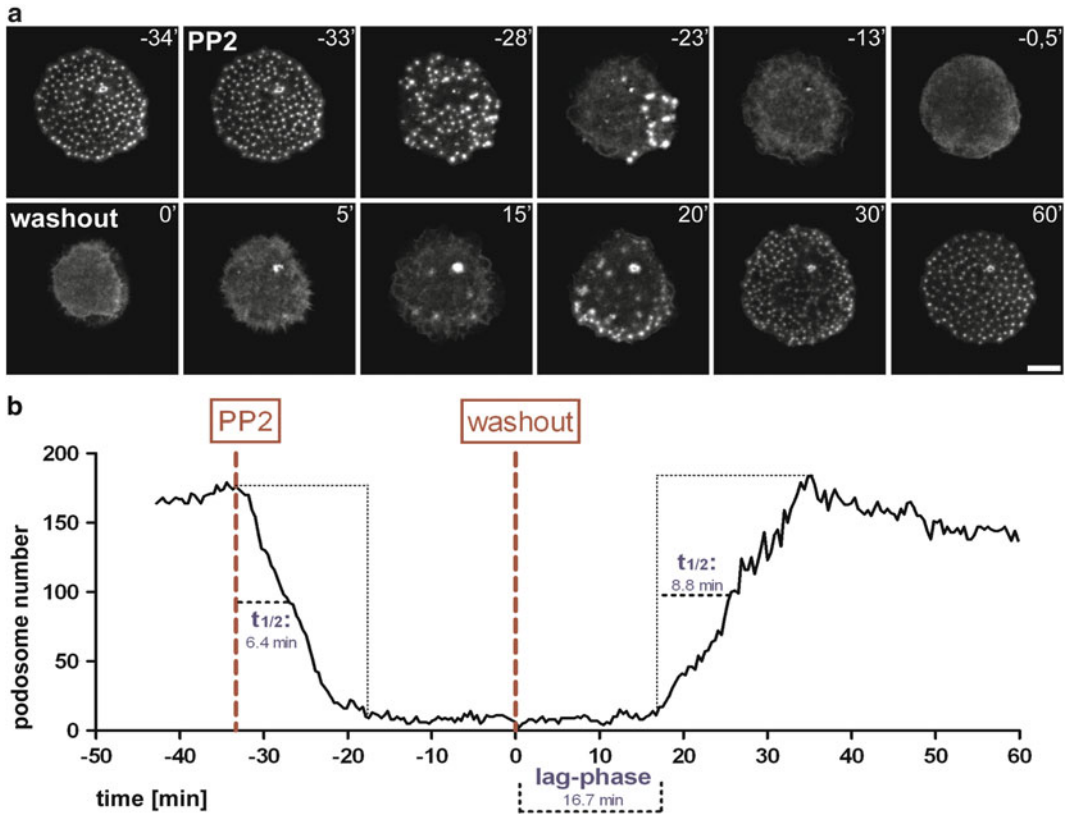 a
-34’
PP2 -33’
-28’
-23’
-13’
-0,5’
washout 0’
5’
15’
20’
30’
60’
b
PP2
washout
200
150
100
50
0
podosome number
t1/2:
6.4 min
t1/2:
8.8 min
-50 -40 -30 -20 -10 0 10 20 30 40 50 60
lag-phase
16.7 min
time [min]